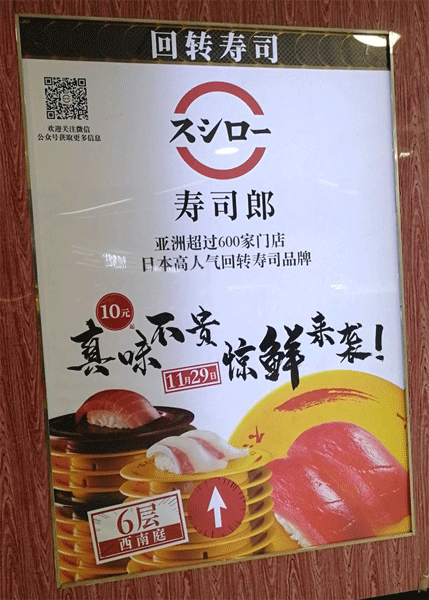 回转寿司
欢迎关注微信
公众号获取更多信息
スシロー
寿司郎
亚洲超过600家门店
日本高人气回转寿司品牌
10元起
真味不贵
11月29日
惊鲜来袭!
6层
西南庭